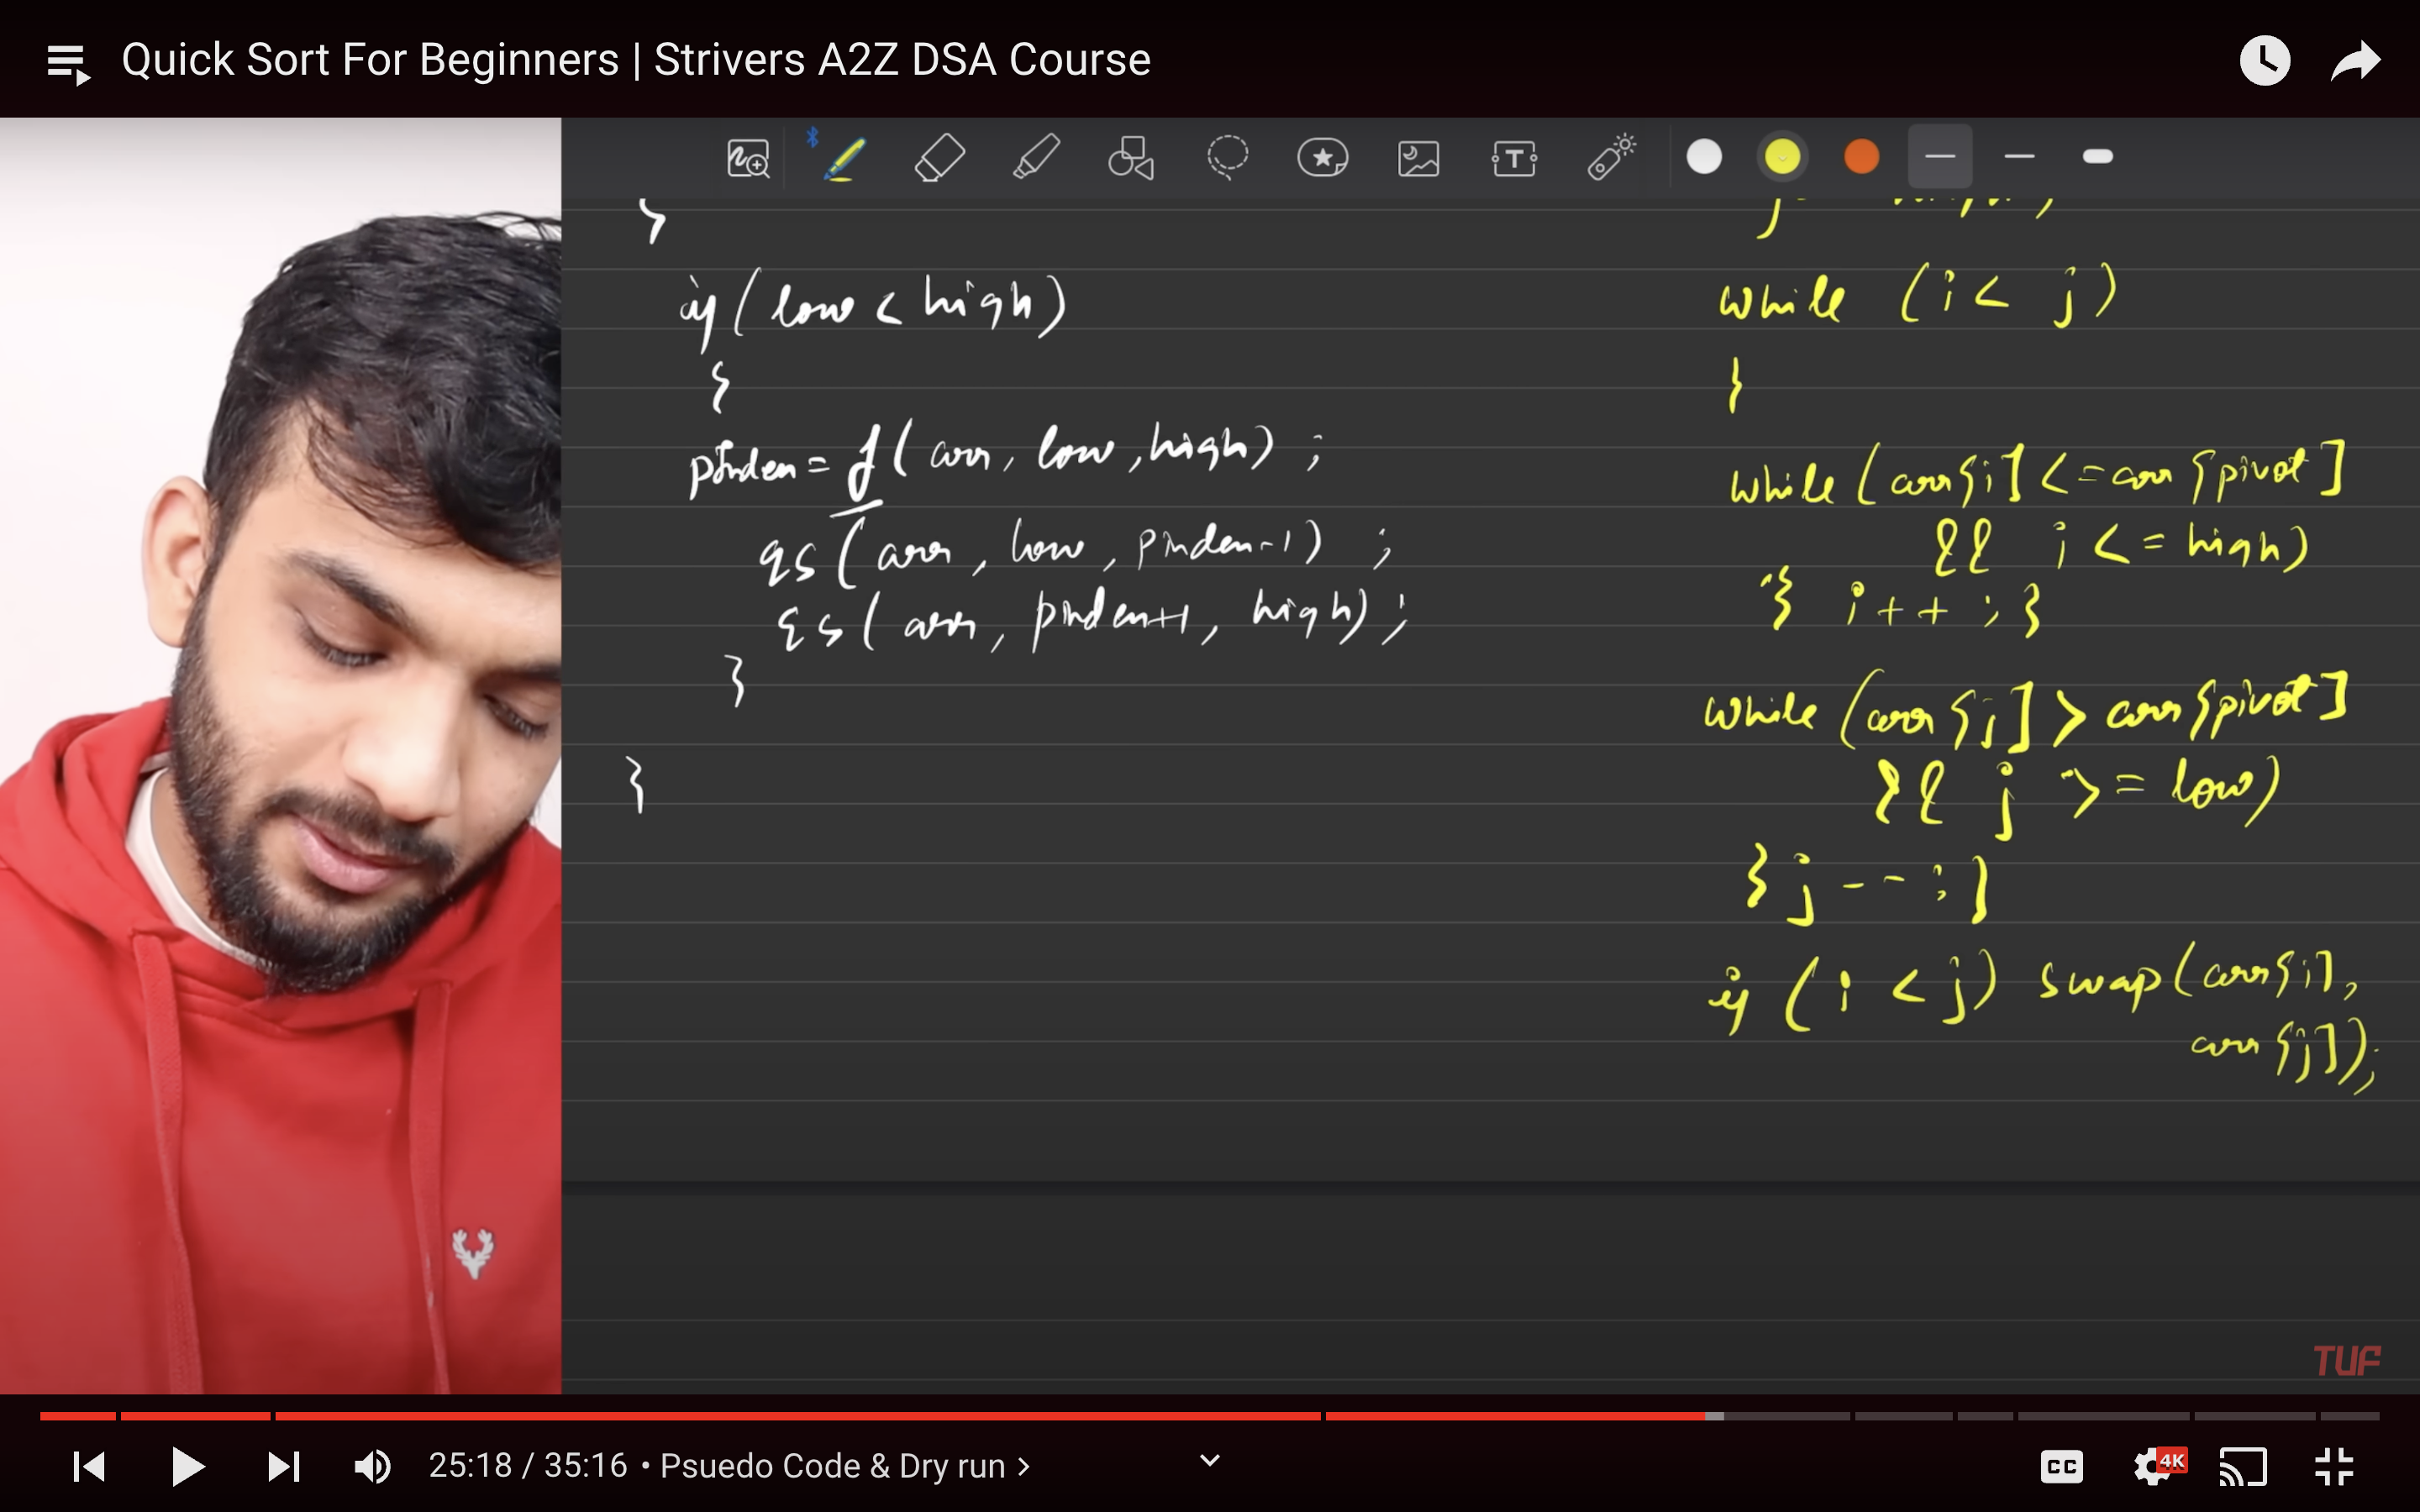 Quick Sort For Beginners | Strivers A2Z DSA Course
T
}
if (low < high)
{
pIndex = f (arr, low, high) ;
qs (arr, low, pIndex-1) ;
qs (arr, pIndex+1, high) ;
}
}
while (i < j)
{
while (arr[i] <= arr[pivot]
&& i <= high)
{ i++ ; }
while (arr[j] > arr[pivot]
&& j >= low)
{ j-- ; }
if (i < j) swap (arr[i],
arr[j]);
TUF
25:18 / 35:16 • Psuedo Code & Dry run >
CC
4K